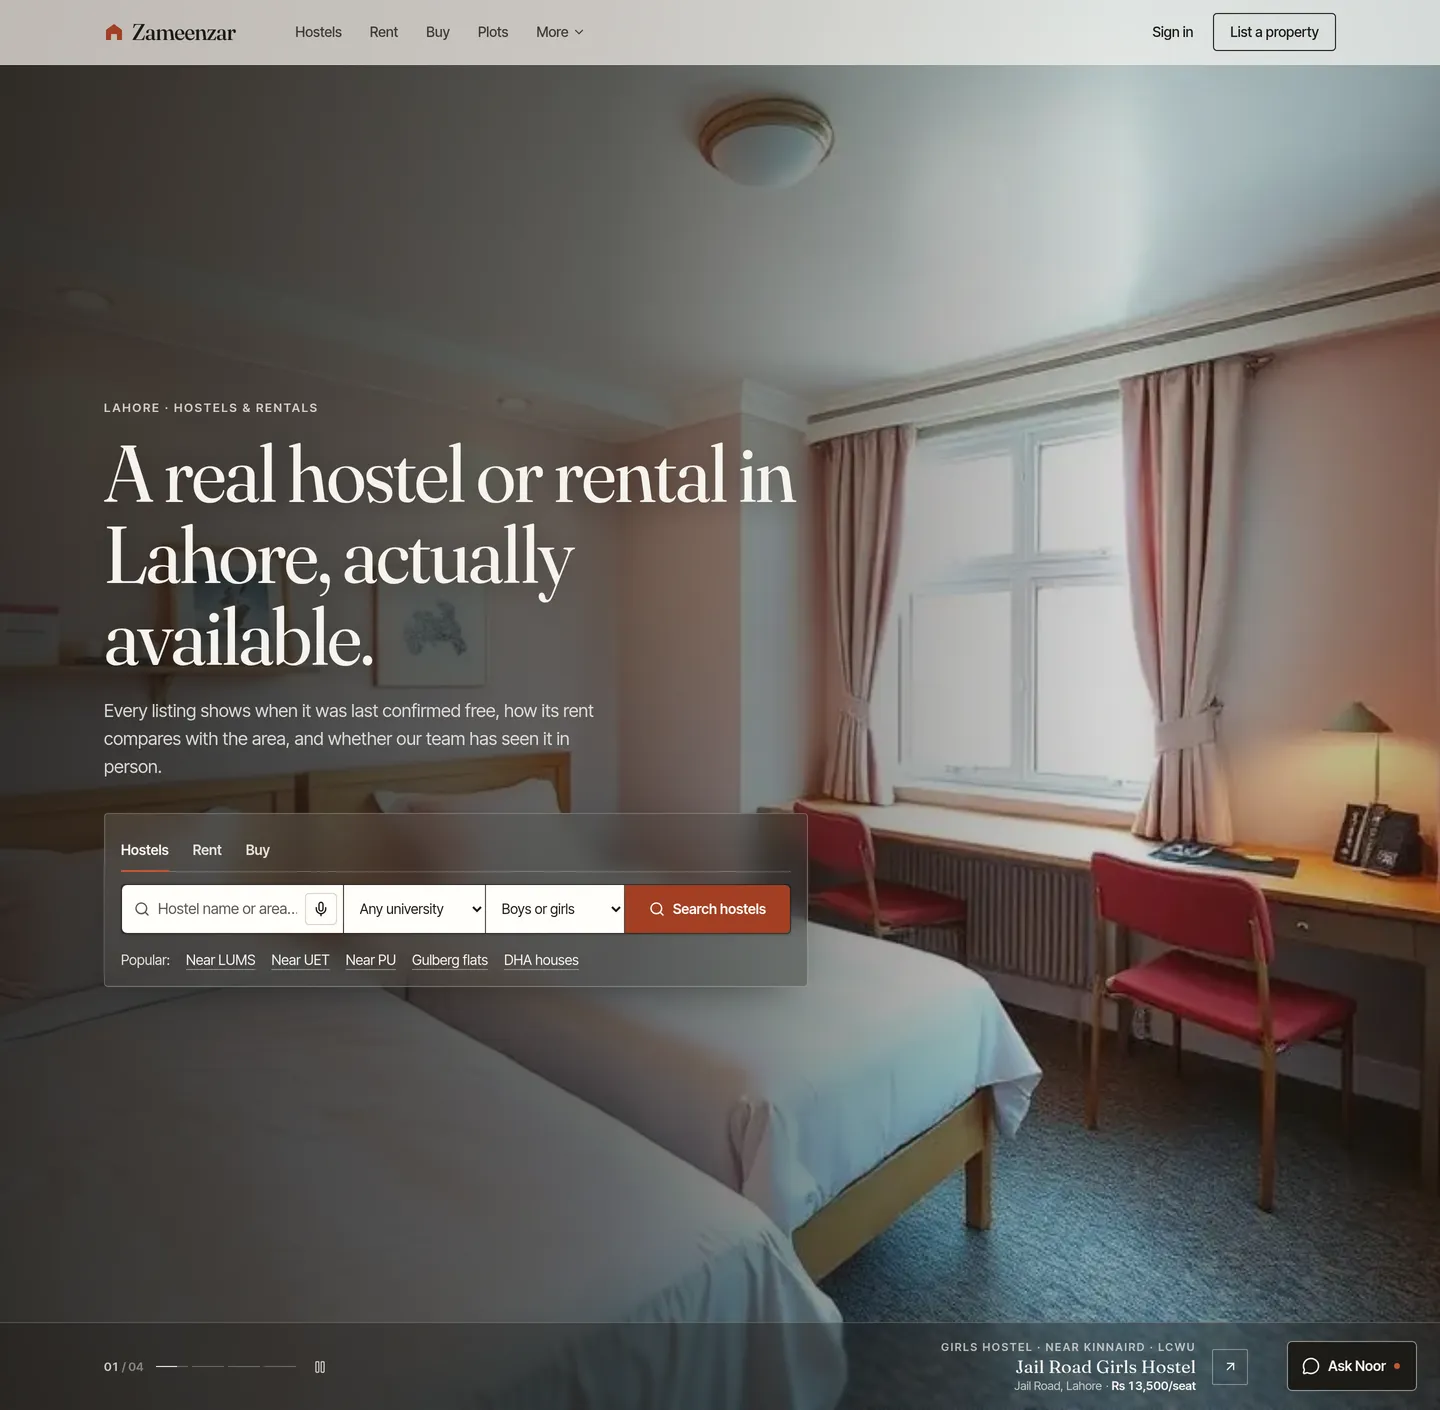 Zameenzar
Hostels
Rent
Buy
Plots
More
Sign in
List a property
LAHORE · HOSTELS & RENTALS
A real hostel or rental in
Lahore, actually
available.
Every listing shows when it was last confirmed free, how its rent
compares with the area, and whether our team has seen it in
person.
Hostels
Rent
Buy
Hostel name or area...
Any university
Boys or girls
Search hostels
Popular:
Near LUMS
Near UET
Near PU
Gulberg flats
DHA houses
01 / 04
GIRLS HOSTEL · NEAR KINNAIRD · LCWU
Jail Road Girls Hostel
Jail Road, Lahore · Rs 13,500/seat
Ask Noor